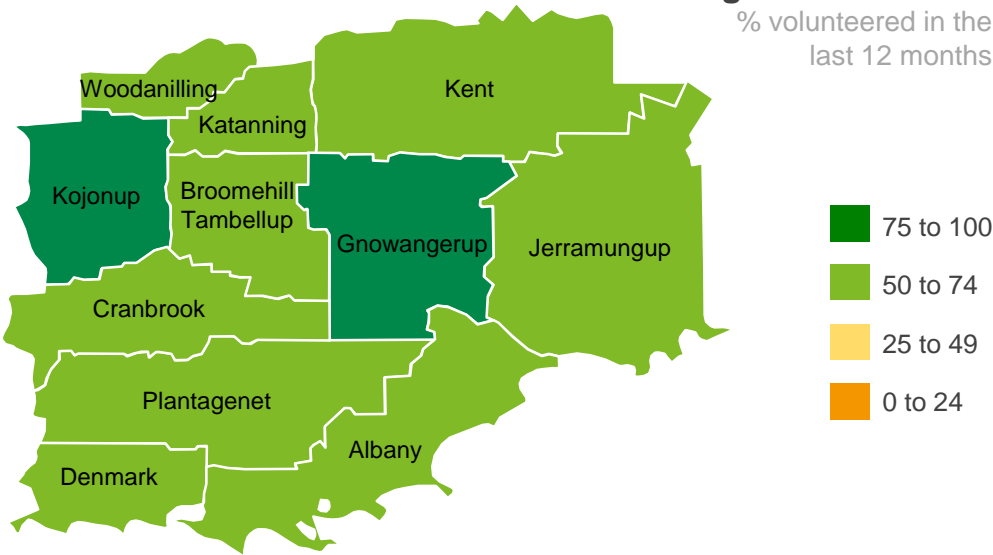 % volunteered in the
last 12 months
Kent
Woodanilling
Katanning
Kojonup
Broomehill
Tambellup
Gnowangerup
Jerramungup
Cranbrook
Plantagenet
Albany
Denmark
75 to 100
50 to 74
25 to 49
0 to 24